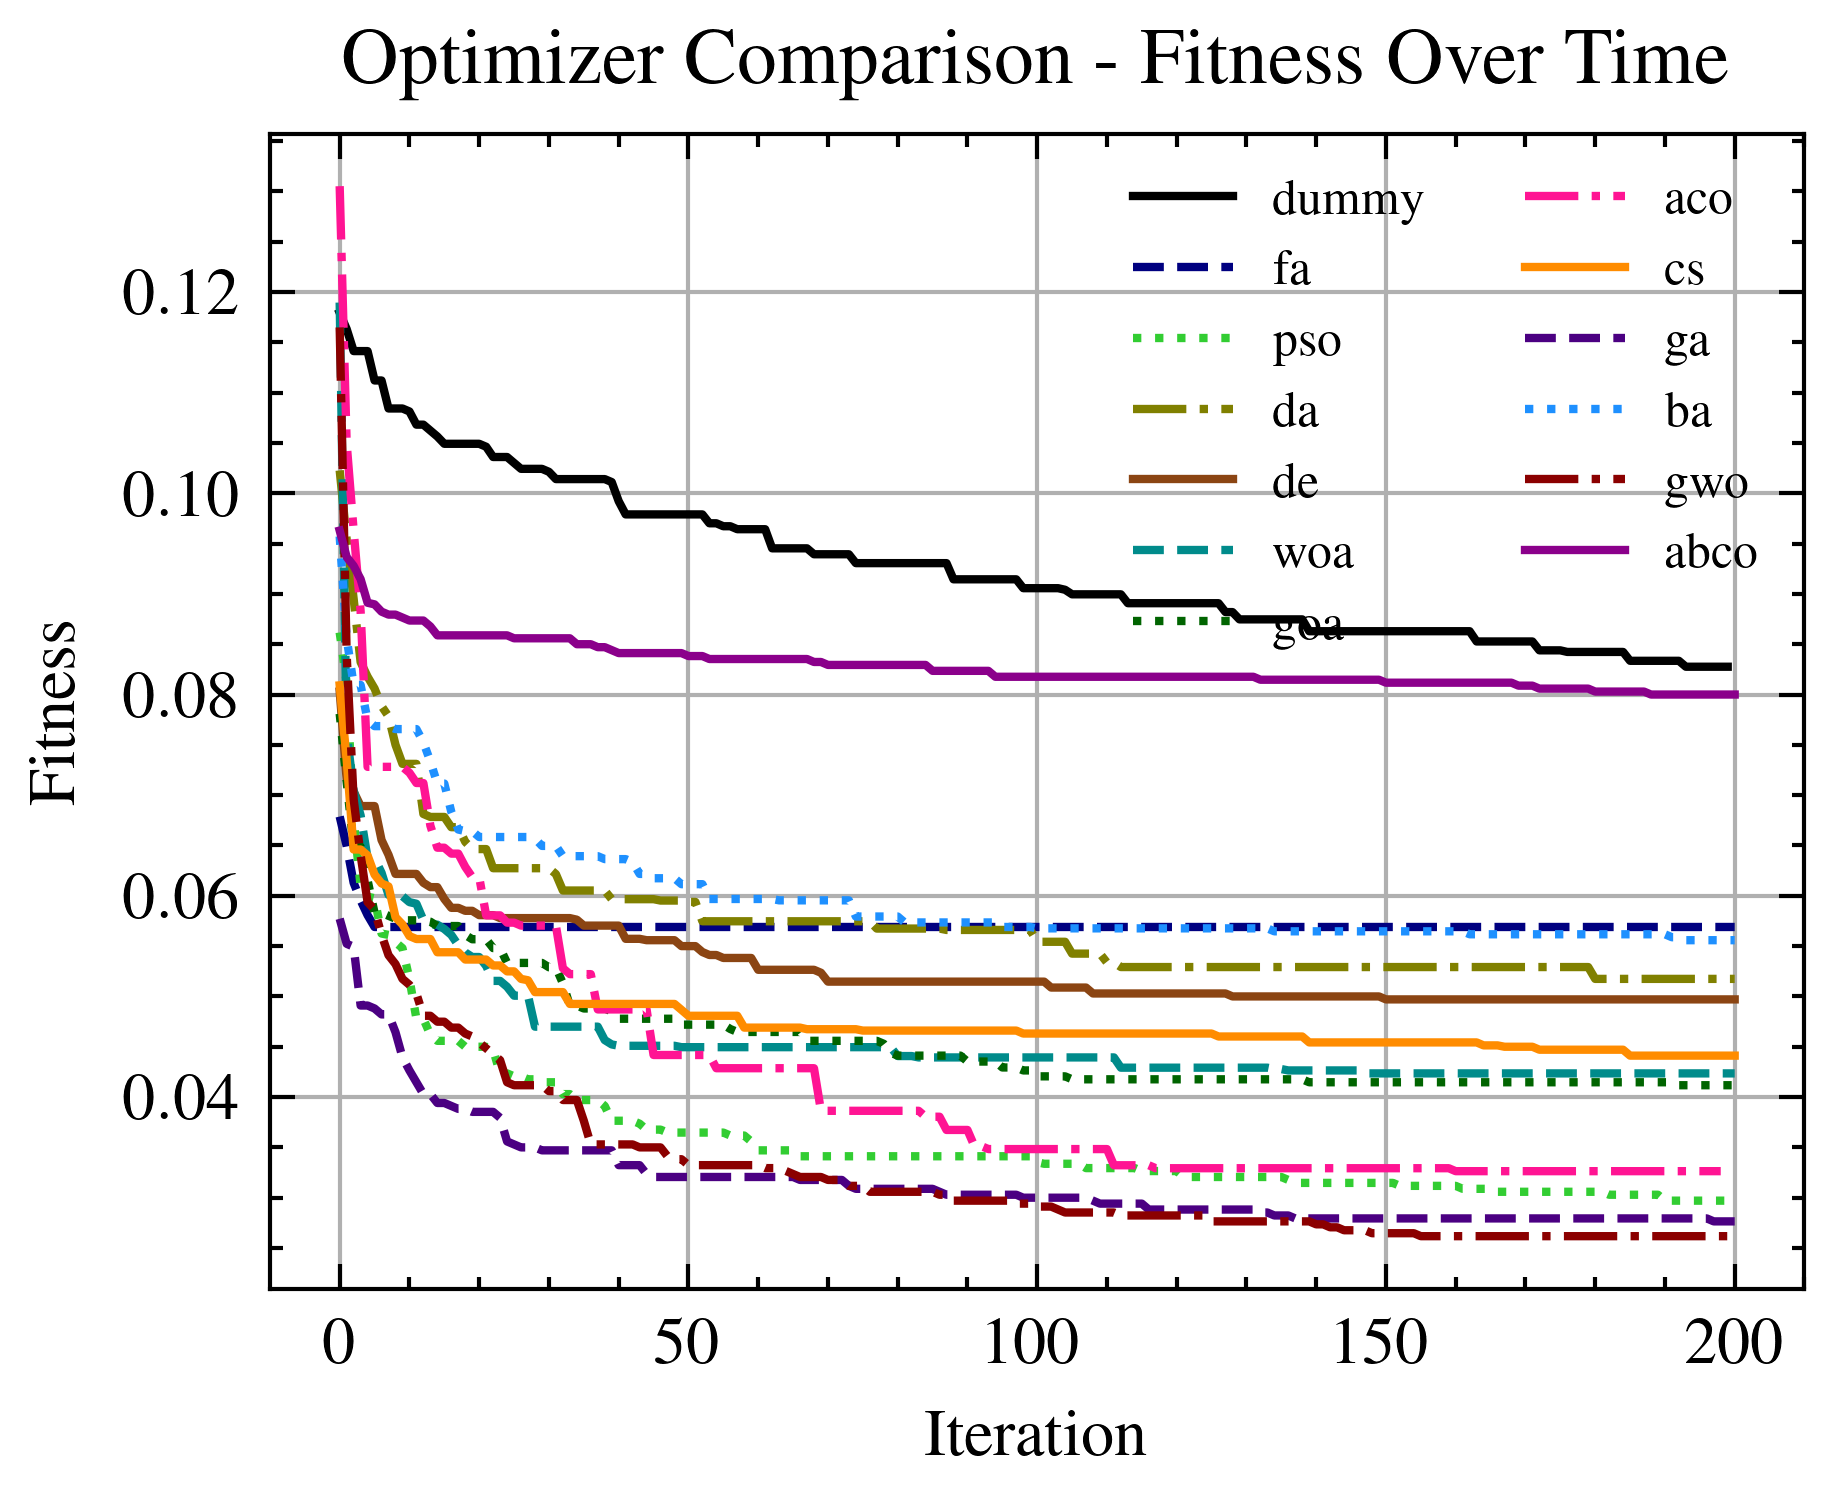 Optimizer Comparison - Fitness Over Time
dummy
fa
pso
da
de
woa
goa
aco
cs
ga
ba
gwo
abco
0.12
0.10
0.08
0.06
0.04
Fitness
0 50 100 150 200
Iteration